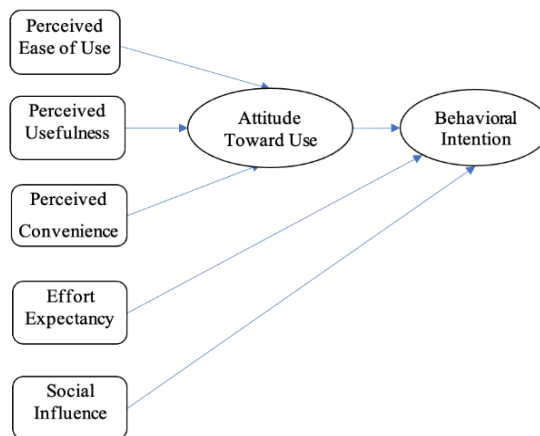 Perceived
Ease of Use
Perceived
Usefulness
Attitude
Toward Use
Behavioral
Intention
Perceived
Convenience
Effort
Expectancy
Social
Influence